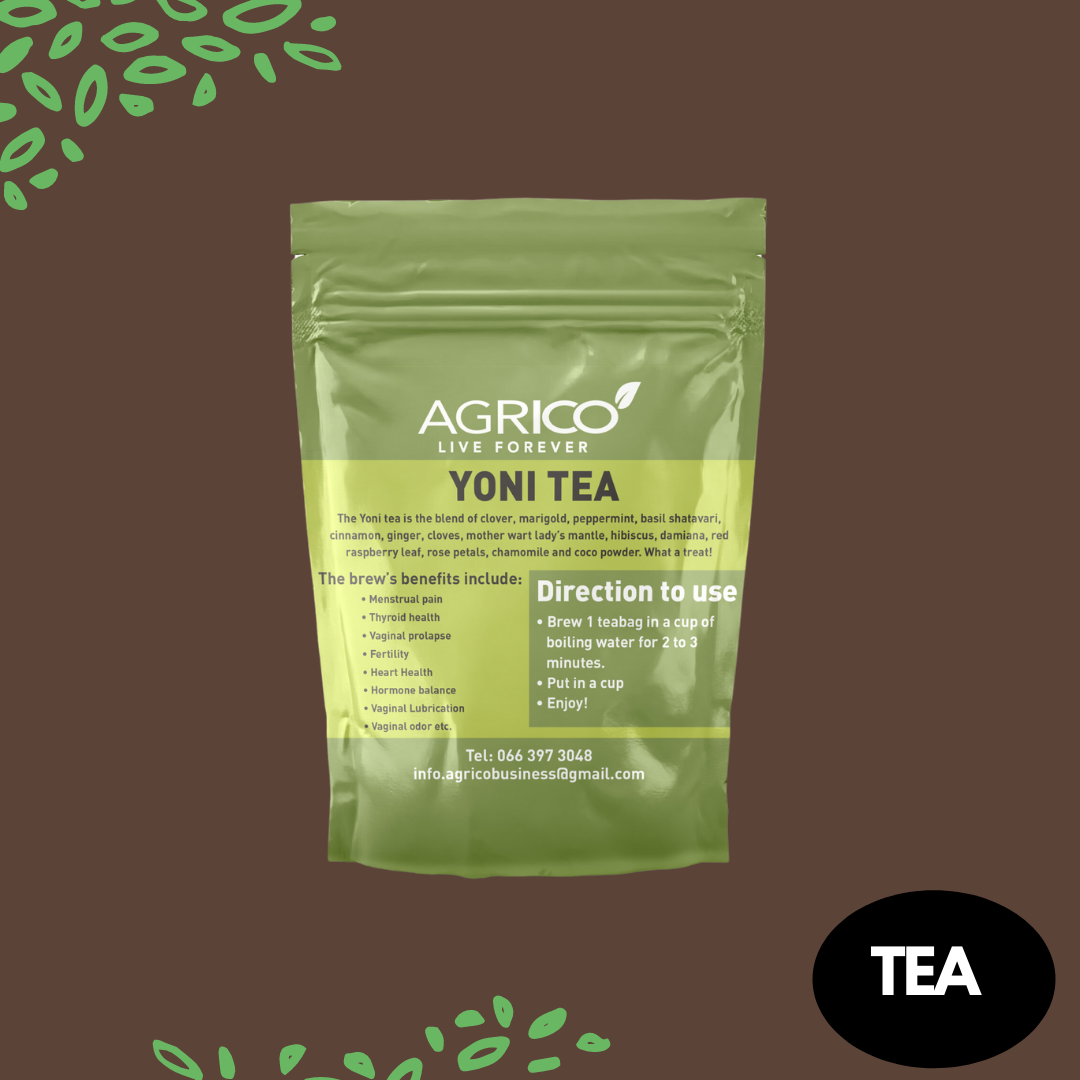 AGRICO
LIVE FOREVER
YONI TEA
The Yoni tea is the blend of clover, marigold, peppermint, basil shatavari,
cinnamon, ginger, cloves, mother wart lady's mantle, hibiscus, damiana, red
raspberry leaf, rose petals, chamomile and coco powder. What a treat!
The brew's benefits include:
• Menstrual pain
• Thyroid health
• Vaginal prolapse
• Fertility
• Heart Health
• Hormone balance
• Vaginal Lubrication
• Vaginal odor etc.
Direction to use
• Brew 1 teabag in a cup of
boiling water for 2 to 3
minutes.
• Put in a cup
• Enjoy!
Tel: 066 397 3048
info.agricobusiness@gmail.com
TEA